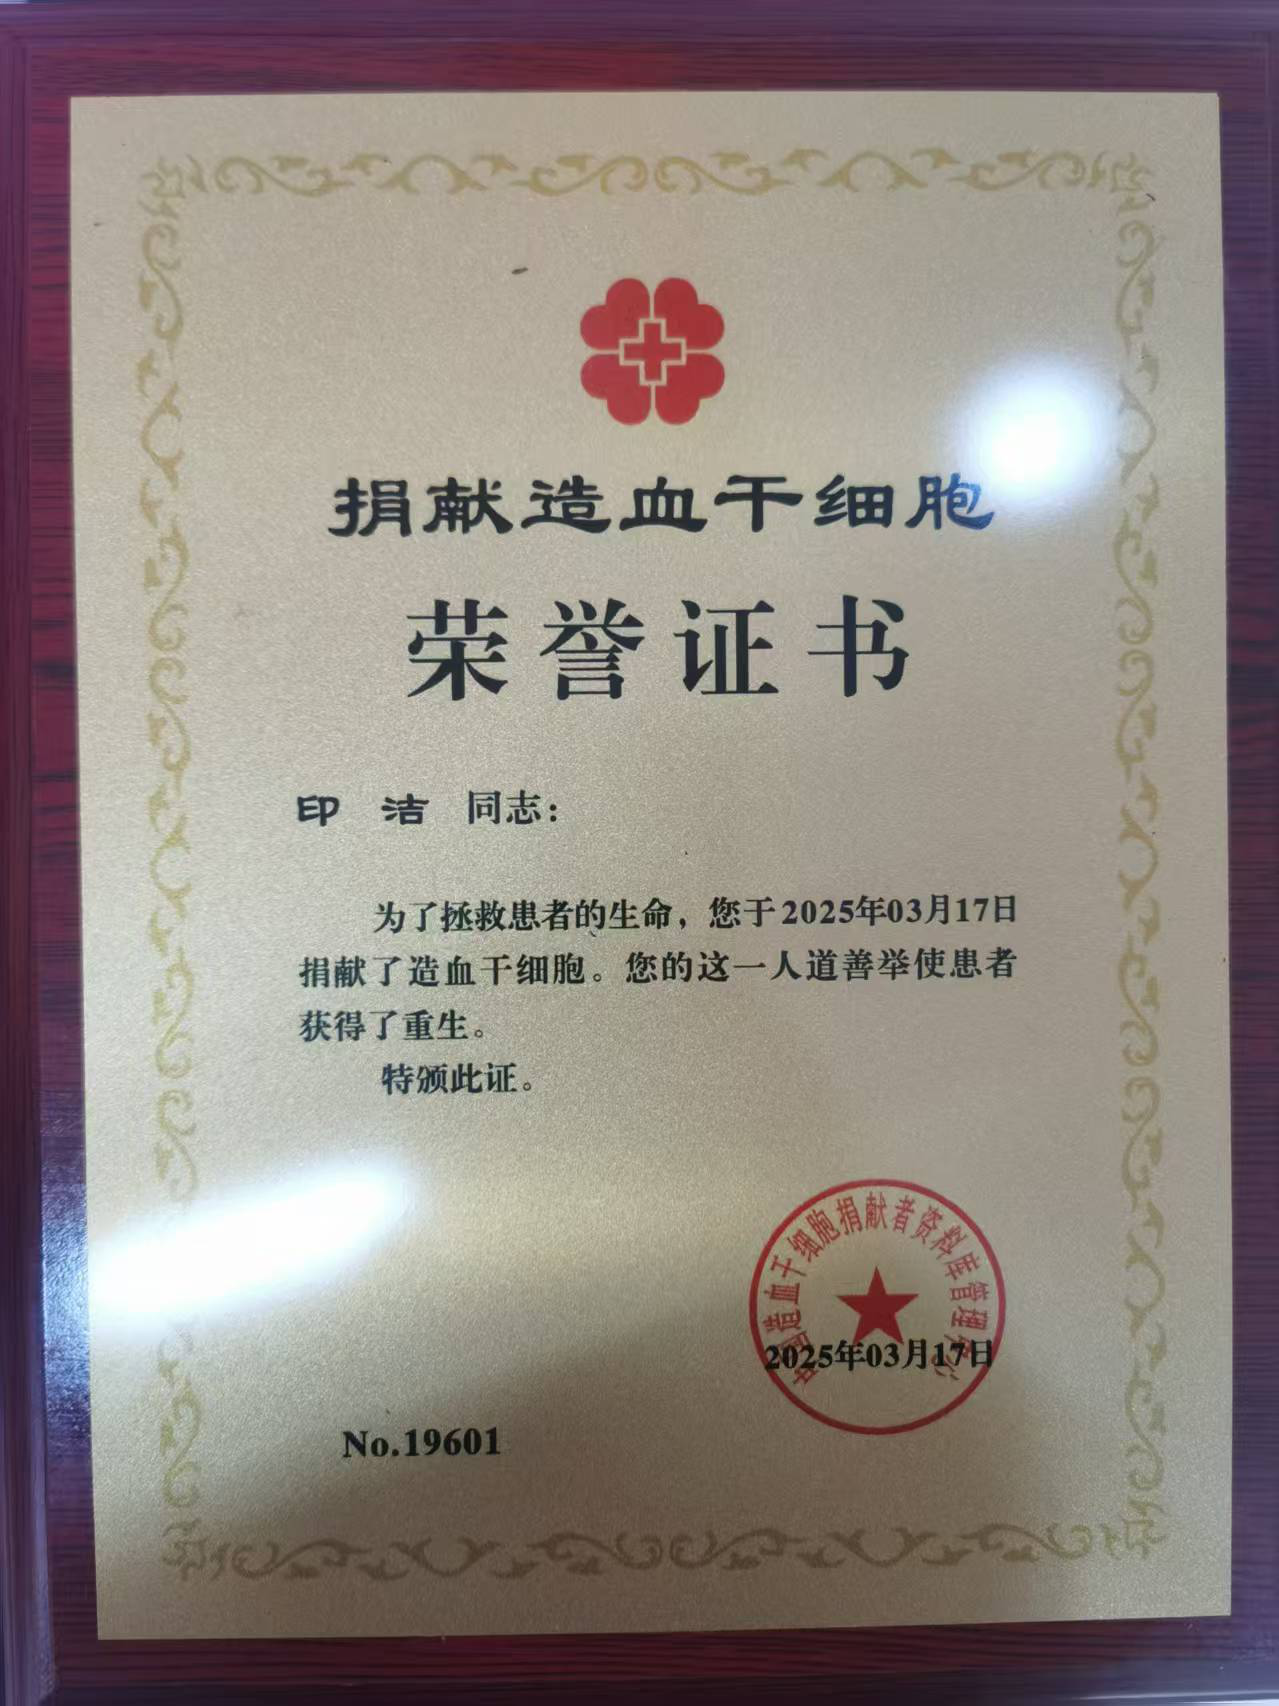 捐献造血干细胞
荣誉证书
印 洁 同志：
为了拯救患者的生命，您于2025年03月17日
捐献了造血干细胞。您的这一人道善举使患者
获得了重生。
特颁此证。
中国造血干细胞捐献者资料库管理中心
2025年03月17日
No.19601